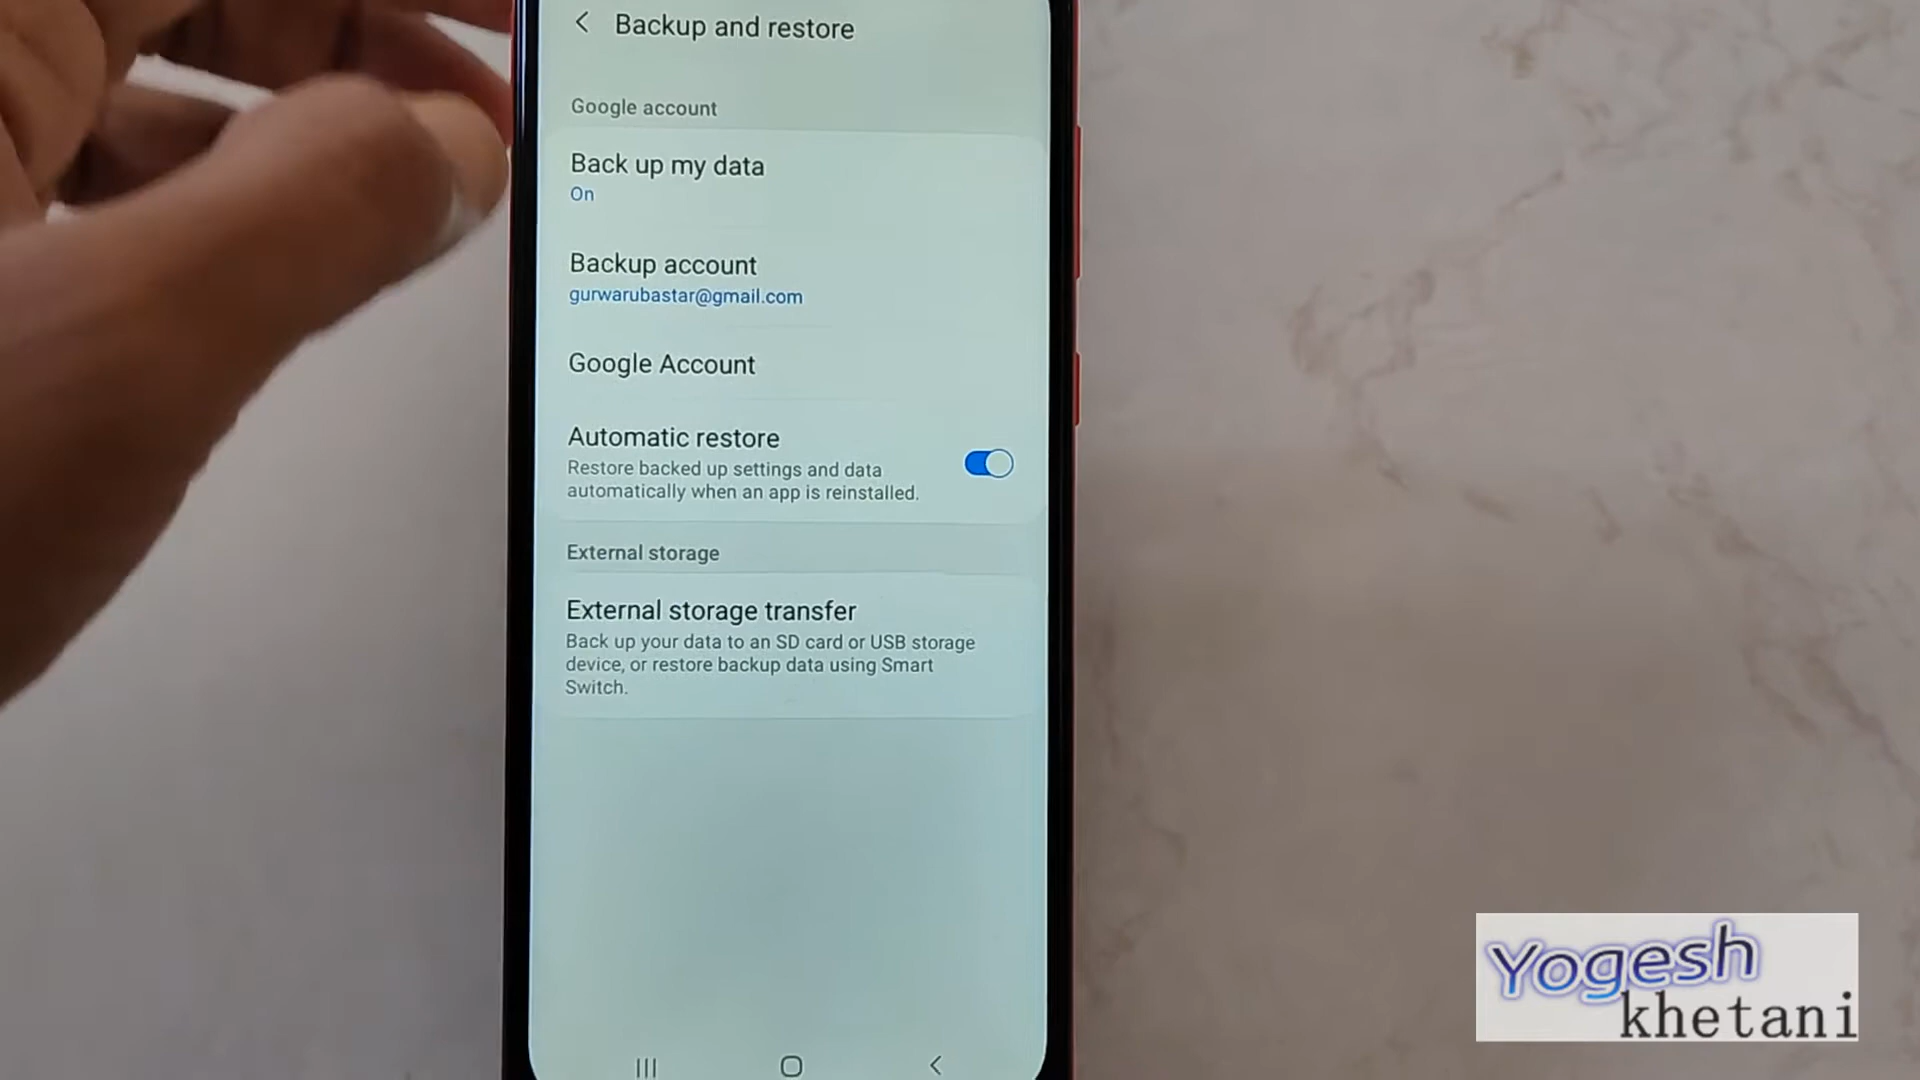 Backup and restore
Google account
Back up my data
On
Backup account
gurwarubastar@gmail.com
Google Account
Automatic restore
Restore backed up settings and data
automatically when an app is reinstalled.
External storage
External storage transfer
Back up your data to an SD card or USB storage
device, or restore backup data using Smart
Switch.
Yogesh
khetani